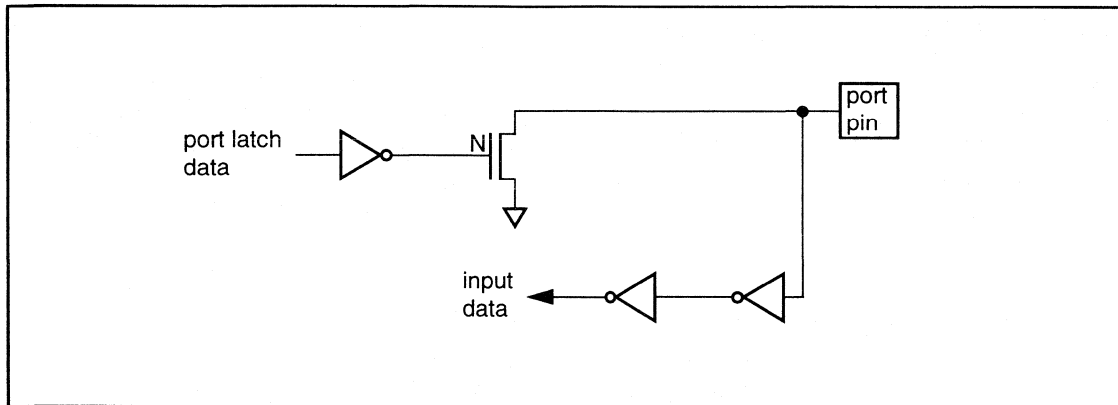 port
pin
port latch
data
N
input
data